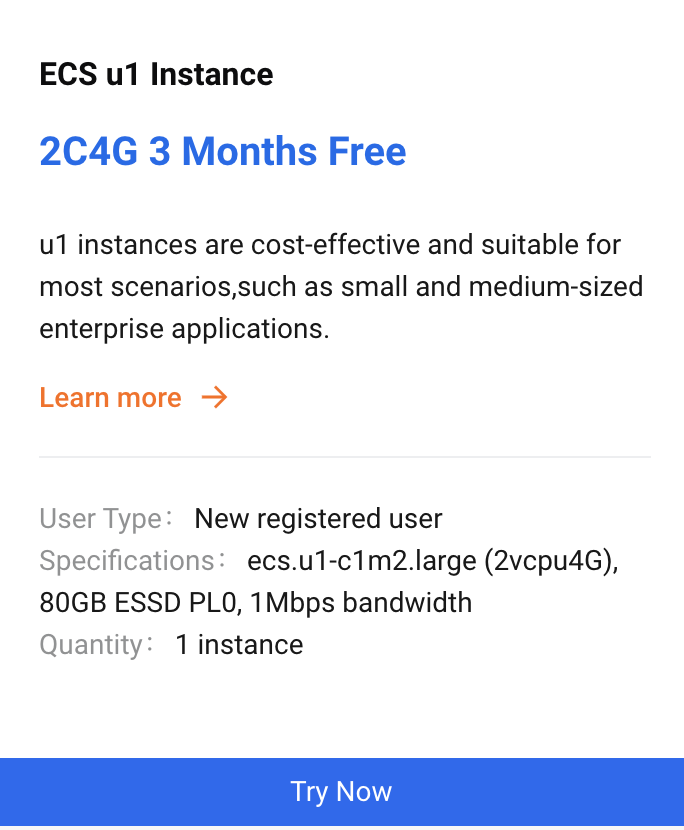 ECS u1 Instance
2C4G 3 Months Free
u1 instances are cost-effective and suitable for
most scenarios,such as small and medium-sized
enterprise applications.
Learn more →
User Type： New registered user
Specifications： ecs.u1-c1m2.large (2vcpu4G),
80GB ESSD PL0, 1Mbps bandwidth
Quantity： 1 instance
Try Now